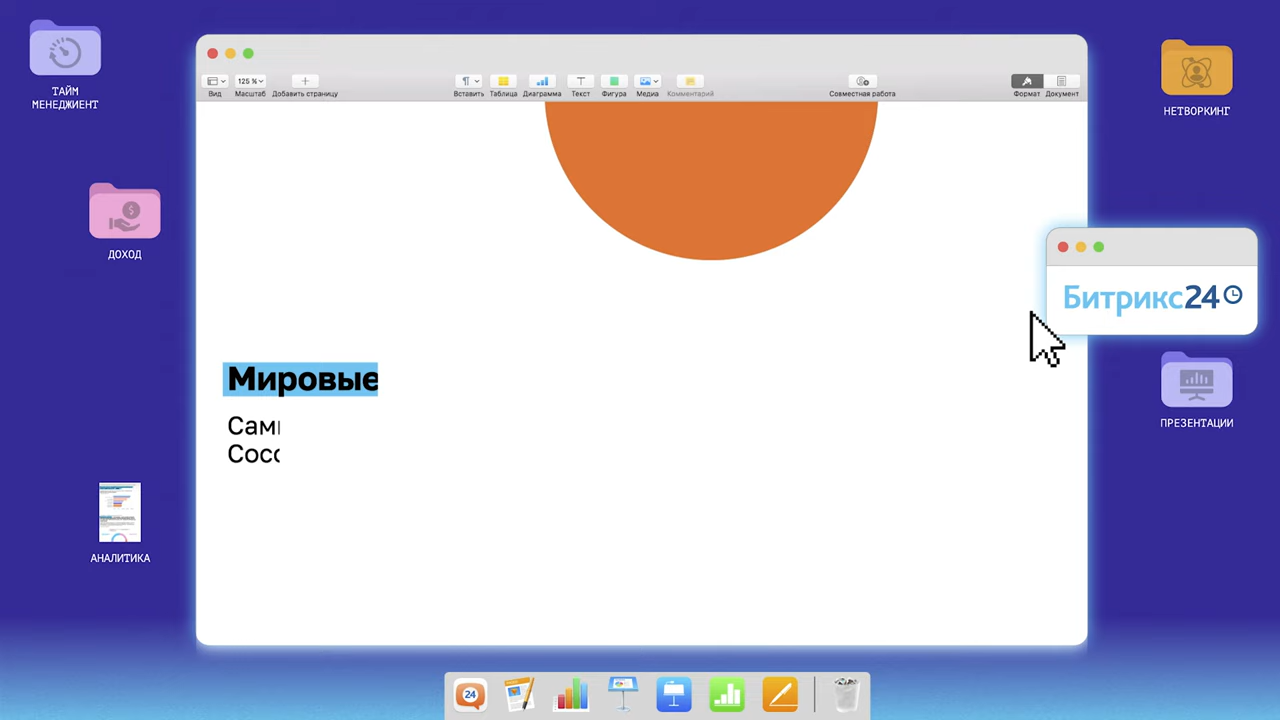 ТАЙМ
МЕНЕДЖМЕНТ
ДОХОД
АНАЛИТИКА
125 %
Вид
Масштаб
Добавить страницу
Вставить
Таблица
Диаграмма
Текст
Фигура
Медиа
Комментарий
Совместная работа
Формат
Документ
Мировые
НЕТВОРКИНГ
Битрикс24
ПРЕЗЕНТАЦИИ
24